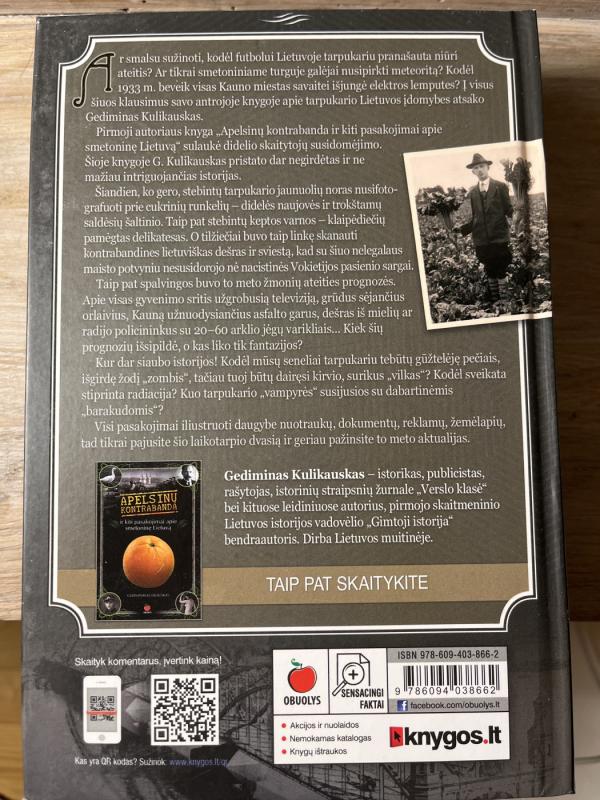 Ar smalsu sužinoti, kodėl futbolui Lietuvoje tarpukariu pranašauta niūri
ateitis? Ar tikrai smetoniniame turguje galėjai nusipirkti meteoritą? Kodėl
1933 m. beveik visas Kauno miestas savaitei išjungė elektros lemputes? Į visus
šiuos klausimus savo antrojoje knygoje apie tarpukario Lietuvos įdomybes atsako
Gediminas Kulikauskas.
Pirmoji autoriaus knyga „Apelsinų kontrabanda ir kiti pasakojimai apie
smetoninę Lietuvą“ sulaukė didelio skaitytojų susidomėjimo.
Šioje knygoje G. Kulikauskas pristato dar negirdėtas ir ne
mažiau intriguojančias istorijas.
Šiandien, ko gero, stebintų tarpukario jaunuolių noras nusifoto-
grafuoti prie cukrinių runkelių – didelės naujovės ir trokštamų
saldėsių šaltinio. Taip pat stebintų keptos varnos – klaipėdiečių
pamėgtas delikatesas. O tilžiečiai buvo taip linkę skanauti
kontrabandines lietuviškas dešras ir sviestą, kad su šiuo nelegalaus
maisto potvyniu nesusidorojo nė nacistinės Vokietijos pasienio sargai.
Taip pat spalvingos buvo to meto žmonių ateities prognozės.
Apie visas gyvenimo sritis užgrobusią televiziją, grūdus sėjančius
orlaivius, Kauną užnuodysiančius asfalto garus, dešras iš mielių ar
radijo policininkus su 20–60 arklio jėgų varikliais... Kiek šių
prognozių išsipildė, o kas liko tik fantazijos?
Kur dar siaubo istorijos! Kodėl mūsų seneliai tarpukariu tebūtų gūžtelėję pečiais,
išgirdę žodį „zombis“, tačiau tuoj būtų dairęsi kirvio, surikus „vilkas“? Kodėl sveikata
stiprinta radiacija? Kuo tarpukario „vampyrės“ susijusios su dabartinėmis
„barakudomis“?
Visi pasakojimai iliustruoti daugybe nuotraukų, dokumentų, reklamų, žemėlapių,
tad tikrai pajusite šio laikotarpio dvasią ir geriau pažinsite to meto aktualijas.
APELSINŲ
KONTRABANDA
ir kiti pasakojimai apie
smetoninę Lietuvą
Gediminas Kulikauskas – istorikas, publicistas,
rašytojas, istorinių straipsnių žurnale „Verslo klasė“
bei kituose leidiniuose autorius, pirmojo skaitmeninio
Lietuvos istorijos vadovėlio „Gimtoji istorija“
bendraautoris. Dirba Lietuvos muitinėje.
TAIP PAT SKAITYKITE
Skaityk komentarus, įvertink kainą!
Kas yra QR kodas? Sužinok: www.knygos.lt/qr
OBUOLYS
SENSACINGI
FAKTAI
ISBN 978-609-403-866-2
9 786094 038662
facebook.com/obuolys.lt
Akcijos ir nuolaidos
Nemokamas katalogas
Knygų ištraukos
knygos.lt